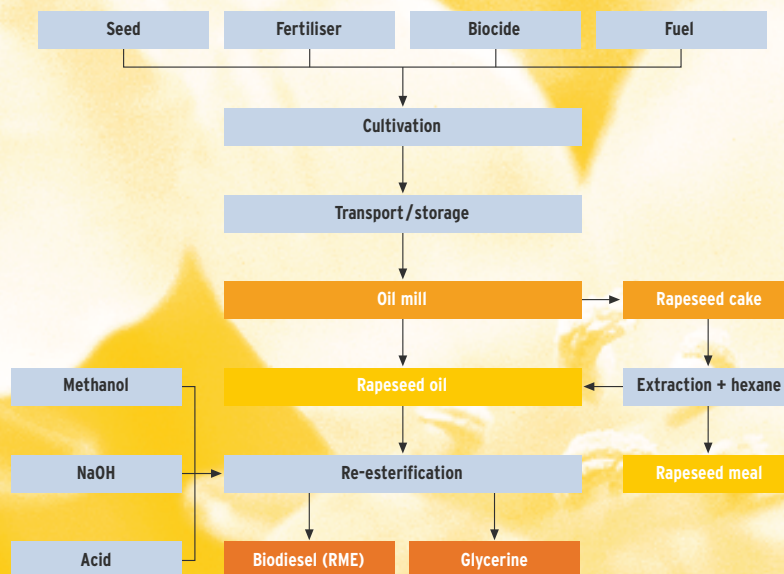 Seed
Fertiliser
Biocide
Fuel
Cultivation
Transport/storage
Oil mill
Rapeseed cake
Methanol
Rapeseed oil
Extraction + hexane
NaOH
Re-esterification
Rapeseed meal
Acid
Biodiesel (RME)
Glycerine